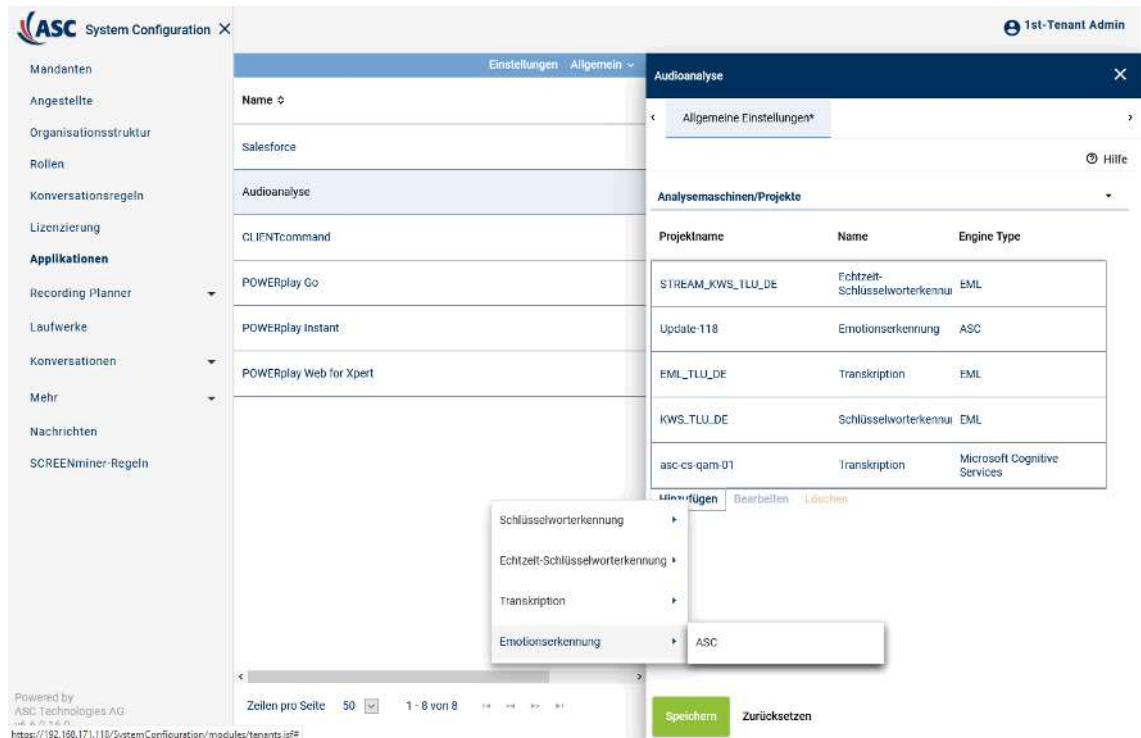 ASC System Configuration
1st-Tenant Admin
Mandanten
Angestellte
Organisationsstruktur
Rollen
Konversationsregeln
Lizenzierung
Applikationen
Recording Planner
Laufwerke
Konversationen
Mehr
Nachrichten
SCREENminer-Regeln
Powered by
ASC Technologies AG
https://192.168.171.118/SystemConfiguration/modules/tenants.jsf#
Einstellungen Allgemein
Name
Salesforce
Audioanalyse
CLIENTcommand
POWERplay Go
POWERplay Instant
POWERplay Web for Xpert
Zeilen pro Seite 50 1 - 8 von 8
Audioanalyse
Allgemeine Einstellungen*
Hilfe
Analysemaschinen/Projekte
Projektname Name Engine Type
STREAM_KWS_TLU_DE Echtzeit-Schlüsselworterkennu EML
Update-118 Emotionserkennung ASC
EML_TLU_DE Transkription EML
KWS_TLU_DE Schlüsselworterkennu EML
asc-cs-qam-01 Transkription Microsoft Cognitive Services
Hinzufügen Bearbeiten Löschen
Schlüsselworterkennung
Echtzeit-Schlüsselworterkennung
Transkription
Emotionserkennung
ASC
Speichern Zurücksetzen